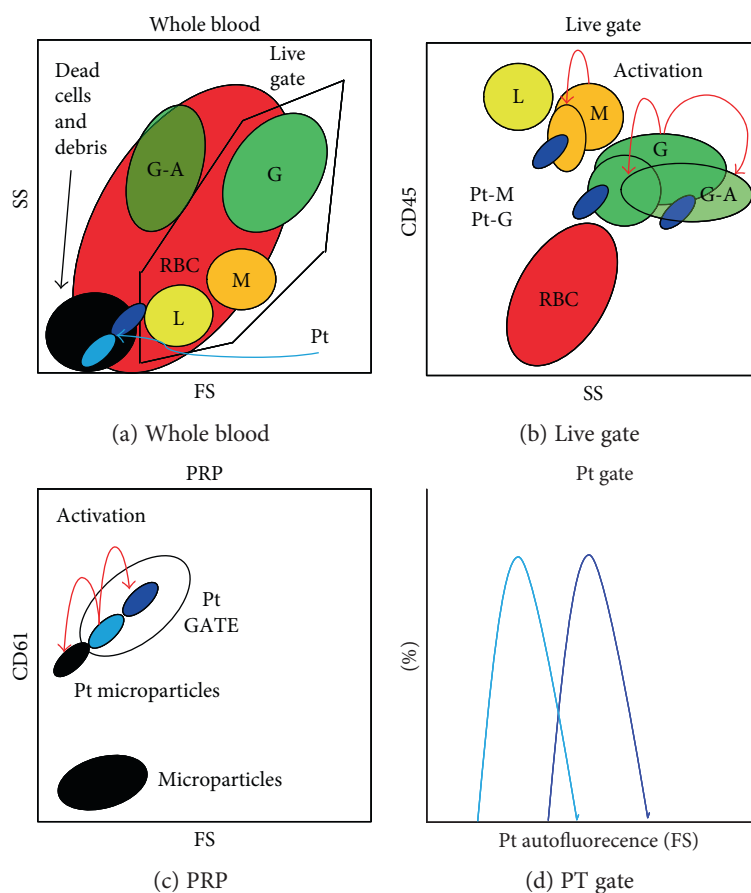 Whole blood
Dead
cells
and
debris
Live
gate
G-A
G
RBC
M
L
Pt
SS
FS
(a) Whole blood
Live gate
Activation
L
M
G
G-A
Pt-M
Pt-G
RBC
CD45
SS
(b) Live gate
PRP
Activation
Pt
GATE
Pt microparticles
Microparticles
CD61
FS
(c) PRP
Pt gate
(%)
Pt autofluorecence (FS)
(d) PT gate